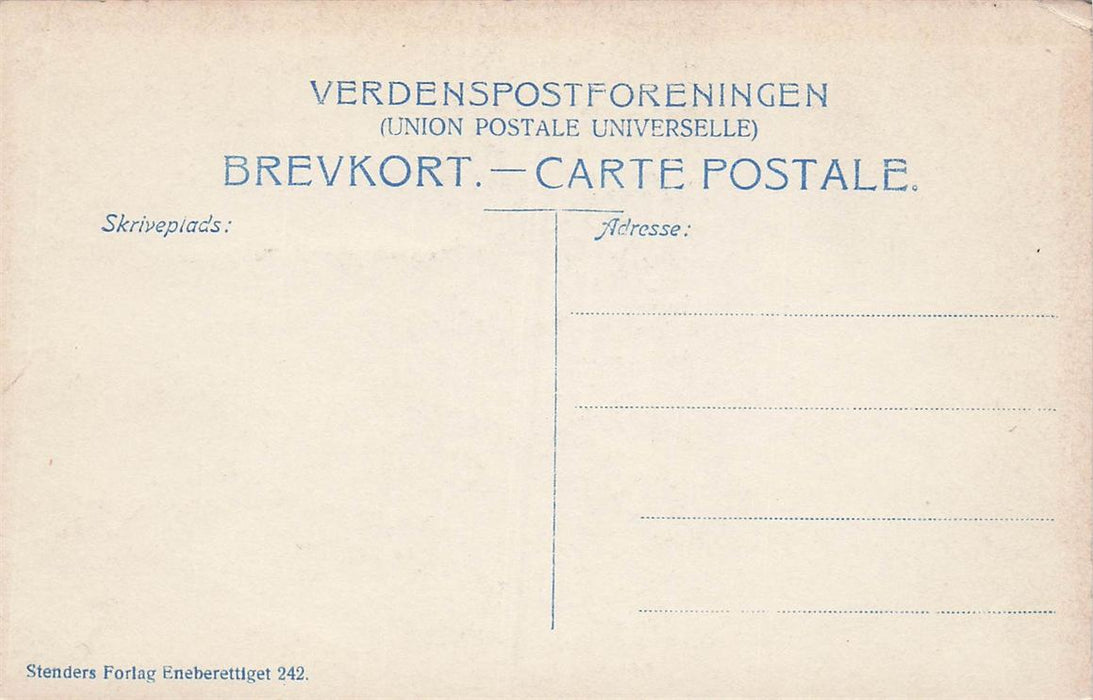 VERDENSPOSTFORENINGEN
(UNION POSTALE UNIVERSELLE)
BREVKORT.—CARTE POSTALE.
Skriveplads:
Adresse:
Stenders Forlag Eneberettiget 242.